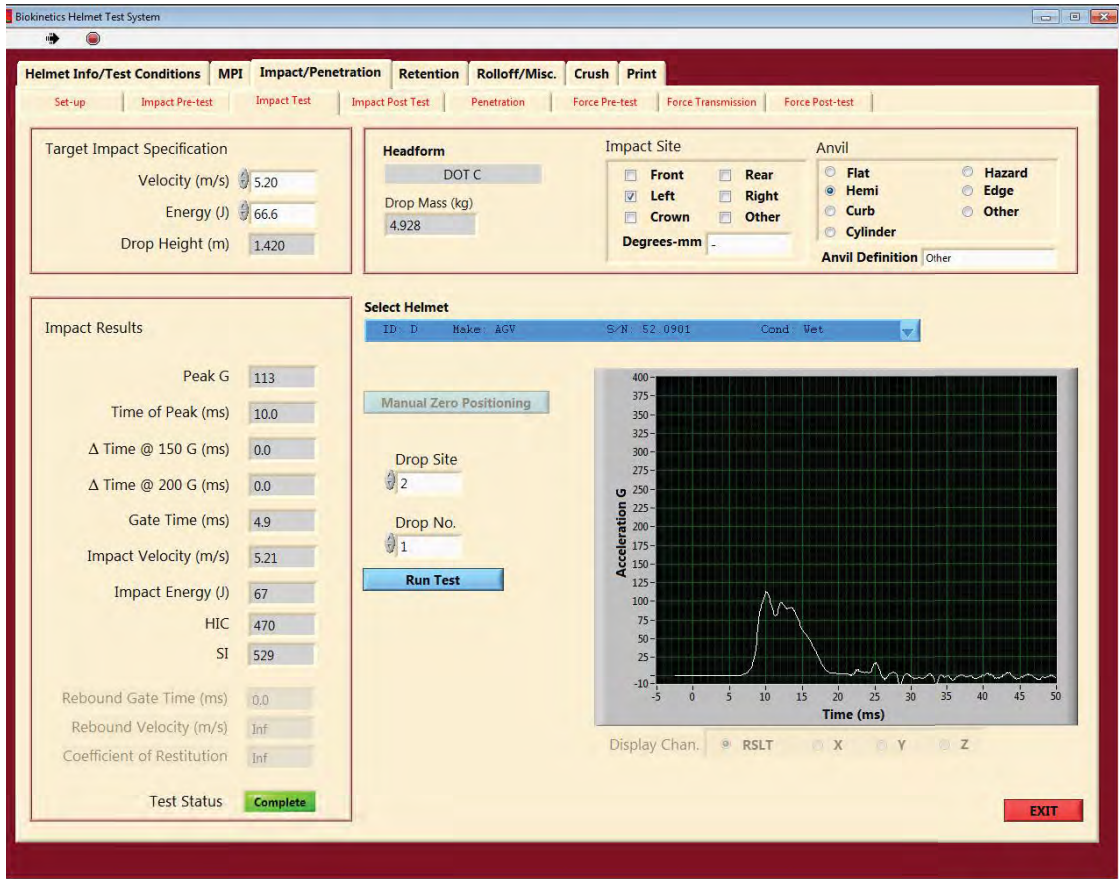 Biokinetics Helmet Test System
Helmet Info/Test Conditions MPI Impact/Penetration Retention Rolloff/Misc. Crush Print
Set-up Impact Pre-test Impact Test Impact Post Test Penetration Force Pre-test Force Transmission Force Post-test
Target Impact Specification
Velocity (m/s) 5.20
Energy (J) 66.6
Drop Height (m) 1.420
Headform
DOT C
Drop Mass (kg)
4.928
Impact Site
Front Rear
Left Right
Crown Other
Degrees-mm -
Anvil
Flat Hazard
Hemi Edge
Curb Other
Cylinder
Anvil Definition Other
Impact Results
Peak G 113
Time of Peak (ms) 10.0
Δ Time @ 150 G (ms) 0.0
Δ Time @ 200 G (ms) 0.0
Gate Time (ms) 4.9
Impact Velocity (m/s) 5.21
Impact Energy (J) 67
HIC 470
SI 529
Rebound Gate Time (ms) 0.0
Rebound Velocity (m/s) Inf
Coefficient of Restitution Inf
Test Status Complete
Select Helmet
ID: D Make: AGV S/N: 52 0901 Cond: Wet
Manual Zero Positioning
Drop Site
2
Drop No.
1
Run Test
Acceleration G
400
375
350
325
300
275
250
225
200
175
150
125
100
75
50
25
-10
-5 0 5 10 15 20 25 30 35 40 45 50
Time (ms)
Display Chan. RSLT X Y Z
EXIT